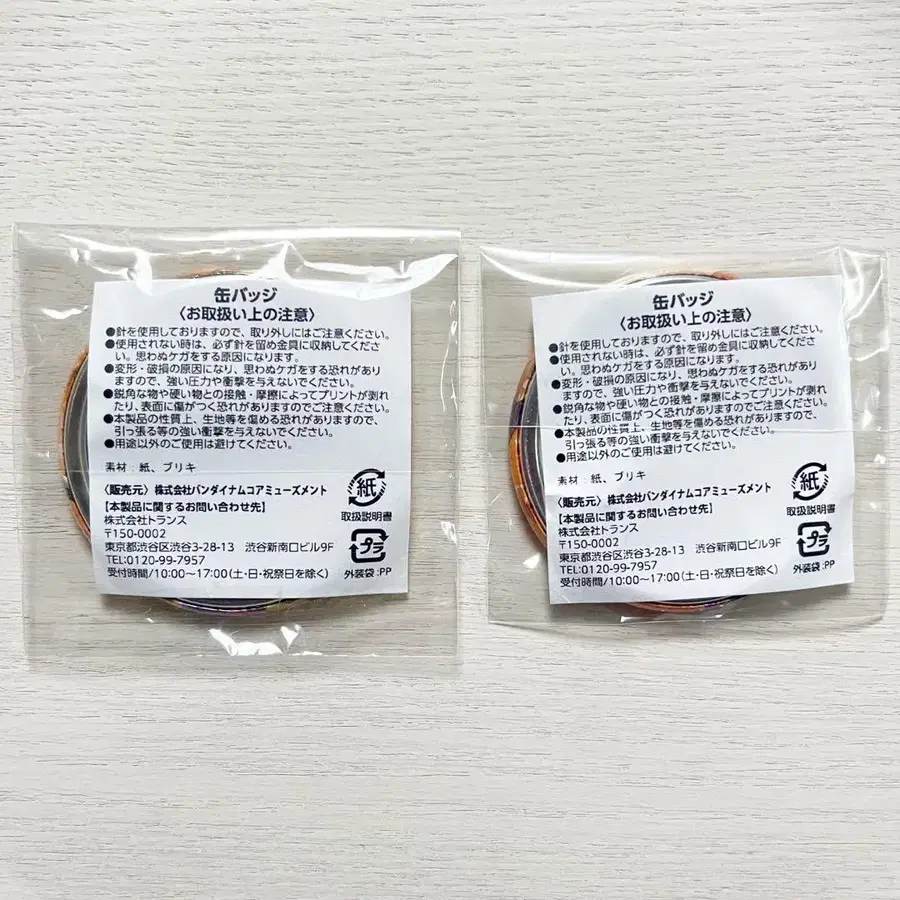 缶バッジ
〈お取扱い上の注意〉
●針を使用しておりますので、取り外しにはご注意ください。
●使用されない時は、必ず針を留め金具に収納してくださ
い。思わぬケガをする原因になります。
●変形・破損の原因になり、思わぬケガをする恐れがあり
ますので、強い圧力や衝撃を与えないでください。
●鋭角な物や硬い物との接触・摩擦によってプリントが剥れ
たり、表面に傷がつく恐れがありますのでご注意ください。
●本製品の性質上、生地等を傷める恐れがありますので、
引っ張る等の強い衝撃を与えないでください。
●用途以外のご使用は避けてください。
素材：紙、ブリキ
〈販売元〉株式会社バンダイナムコアミューズメント
【本製品に関するお問い合わせ先】
株式会社トランス
〒150-0002
東京都渋谷区渋谷3-28-13 渋谷新南口ビル9F
TEL:0120-99-7957
受付時間/10:00～17:00(土・日・祝祭日を除く)
紙
取扱説明書
プラ
外装袋:PP
缶バッジ
〈お取扱い上の注意〉
●針を使用しておりますので、取り外しにはご注意ください。
●使用されない時は、必ず針を留め金具に収納してくださ
い。思わぬケガをする原因になります。
●変形・破損の原因になり、思わぬケガをする恐れがあり
ますので、強い圧力や衝撃を与えないでください。
●鋭角な物や硬い物との接触・摩擦によってプリントが剥れ
たり、表面に傷がつく恐れがありますのでご注意ください。
●本製品の性質上、生地等を傷める恐れがありますので、
引っ張る等の強い衝撃を与えないでください。
●用途以外のご使用は避けてください。
素材：紙、ブリキ
〈販売元〉株式会社バンダイナムコアミューズメント
【本製品に関するお問い合わせ先】
株式会社トランス
〒150-0002
東京都渋谷区渋谷3-28-13 渋谷新南口ビル9F
TEL:0120-99-7957
受付時間/10:00～17:00(土・日・祝祭日を除く)
紙
取扱説明書
プラ
外装袋:PP